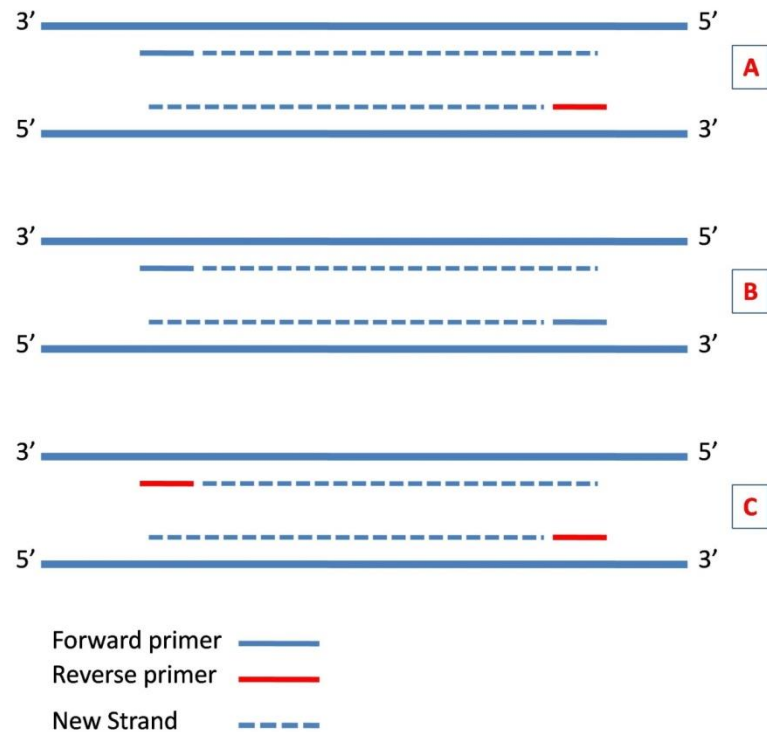 3’ 5’
A
5’ 3’
3’ 5’
B
5’ 3’
3’ 5’
C
5’ 3’
Forward primer
Reverse primer
New Strand